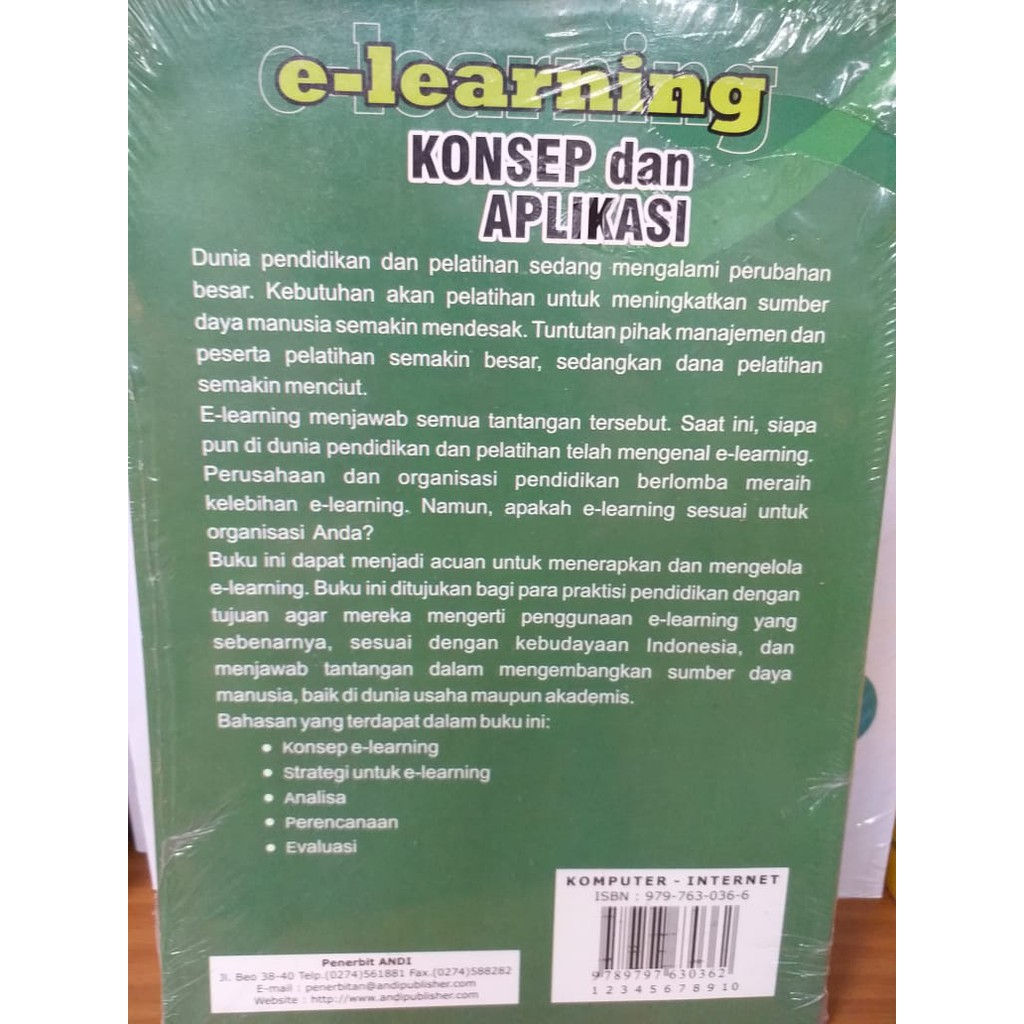 e-learning
KONSEP dan
APLIKASI
Dunia pendidikan dan pelatihan sedang mengalami perubahan
besar. Kebutuhan akan pelatihan untuk meningkatkan sumber
daya manusia semakin mendesak. Tuntutan pihak manajemen dan
peserta pelatihan semakin besar, sedangkan dana pelatihan
semakin menciut.
E-learning menjawab semua tantangan tersebut. Saat ini, siapa
pun di dunia pendidikan dan pelatihan telah mengenal e-learning.
Perusahaan dan organisasi pendidikan berlomba meraih
kelebihan e-learning. Namun, apakah e-learning sesuai untuk
organisasi Anda?
Buku ini dapat menjadi acuan untuk menerapkan dan mengelola
e-learning. Buku ini ditujukan bagi para praktisi pendidikan dengan
tujuan agar mereka mengerti penggunaan e-learning yang
sebenarnya, sesuai dengan kebudayaan Indonesia, dan
menjawab tantangan dalam mengembangkan sumber daya
manusia, baik di dunia usaha maupun akademis.
Bahasan yang terdapat dalam buku ini:
• Konsep e-learning
• Strategi untuk e-learning
• Analisa
• Perencanaan
• Evaluasi
KOMPUTER - INTERNET
ISBN : 979-763-036-6
9 789797 630362
1 2 3 4 5 6 7 8 9 10
Penerbit ANDI
Jl. Beo 38-40 Telp.(0274)561881 Fax.(0274)588282
E-mail : penerbitan@andipublisher.com
Website : http://www.andipublisher.com